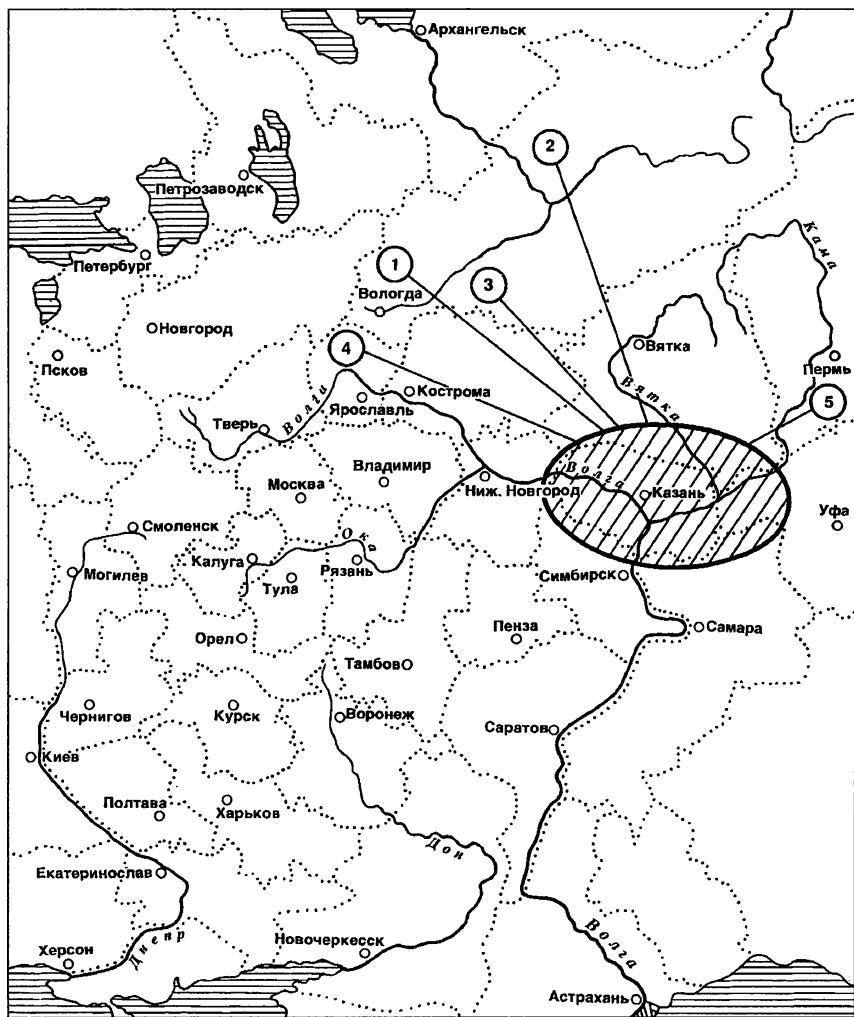 Архангельск
2
Петрозаводск
Кама
Петербург
1
Вологда
3
Новгород
Псков
4
Вятка
Пермь
Кострома
Вятка
5
Ярославль
Волга
Тверь
Владимир
Волга
Москва
Ниж. Новгород
Казань
Смоленск
Уфа
Ока
Калуга
Рязань
Могилев
Тула
Симбирск
Орел
Пенза
Самара
Тамбов
Чернигов
Курск
Воронеж
Саратов
Киев
Полтава
Харьков
Дон
Екатеринослав
Днепр
Волга
Херсон
Новочеркесск
Астрахань